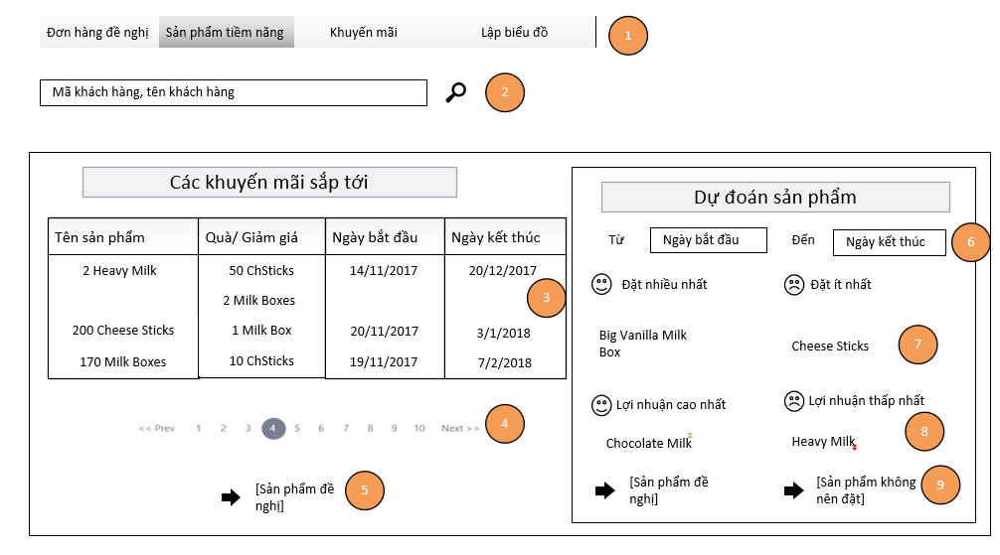 Đơn hàng đề nghị Sản phẩm tiềm năng Khuyến mãi Lập biểu đồ 1
Mã khách hàng, tên khách hàng 2
Các khuyến mãi sắp tới
Tên sản phẩm Quà/ Giảm giá Ngày bắt đầu Ngày kết thúc
2 Heavy Milk 50 ChSticks 14/11/2017 20/12/2017
2 Milk Boxes 3
200 Cheese Sticks 1 Milk Box 20/11/2017 3/1/2018
170 Milk Boxes 10 ChSticks 19/11/2017 7/2/2018
<< Prev 1 2 3 4 5 6 7 8 9 10 Next >> 4
[Sản phẩm đề 5
nghị]
Dự đoán sản phẩm
Từ Ngày bắt đầu Đến Ngày kết thúc 6
Đặt nhiều nhất Đặt ít nhất
Big Vanilla Milk
Box
Cheese Sticks 7
Lợi nhuận cao nhất Lợi nhuận thấp nhất
Chocolate Milk Heavy Milk 8
[Sản phẩm đề [Sản phẩm không 9
nghị] nên đặt]